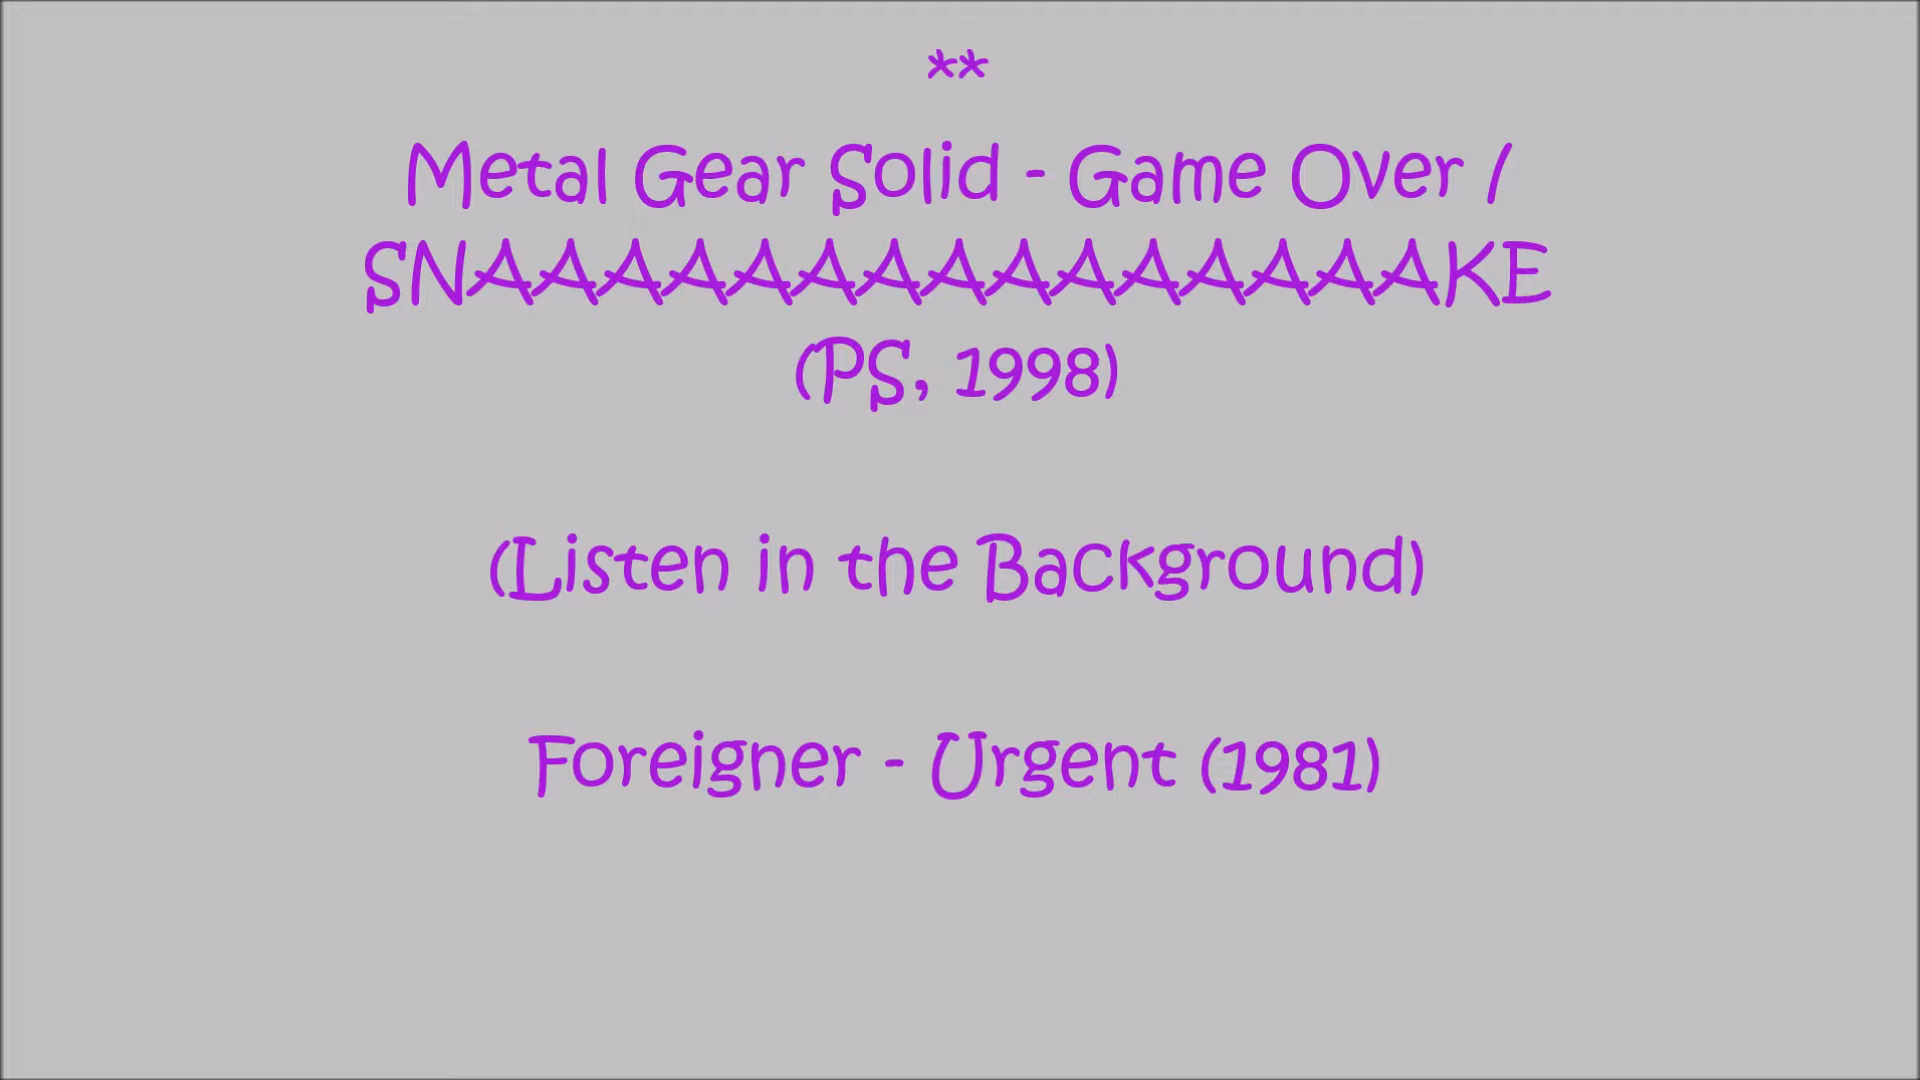 **
Metal Gear Solid - Game Over /
SNAAAAAAAAAAAAAAAKE
(PS, 1998)
(Listen in the Background)
Foreigner - Urgent (1981)